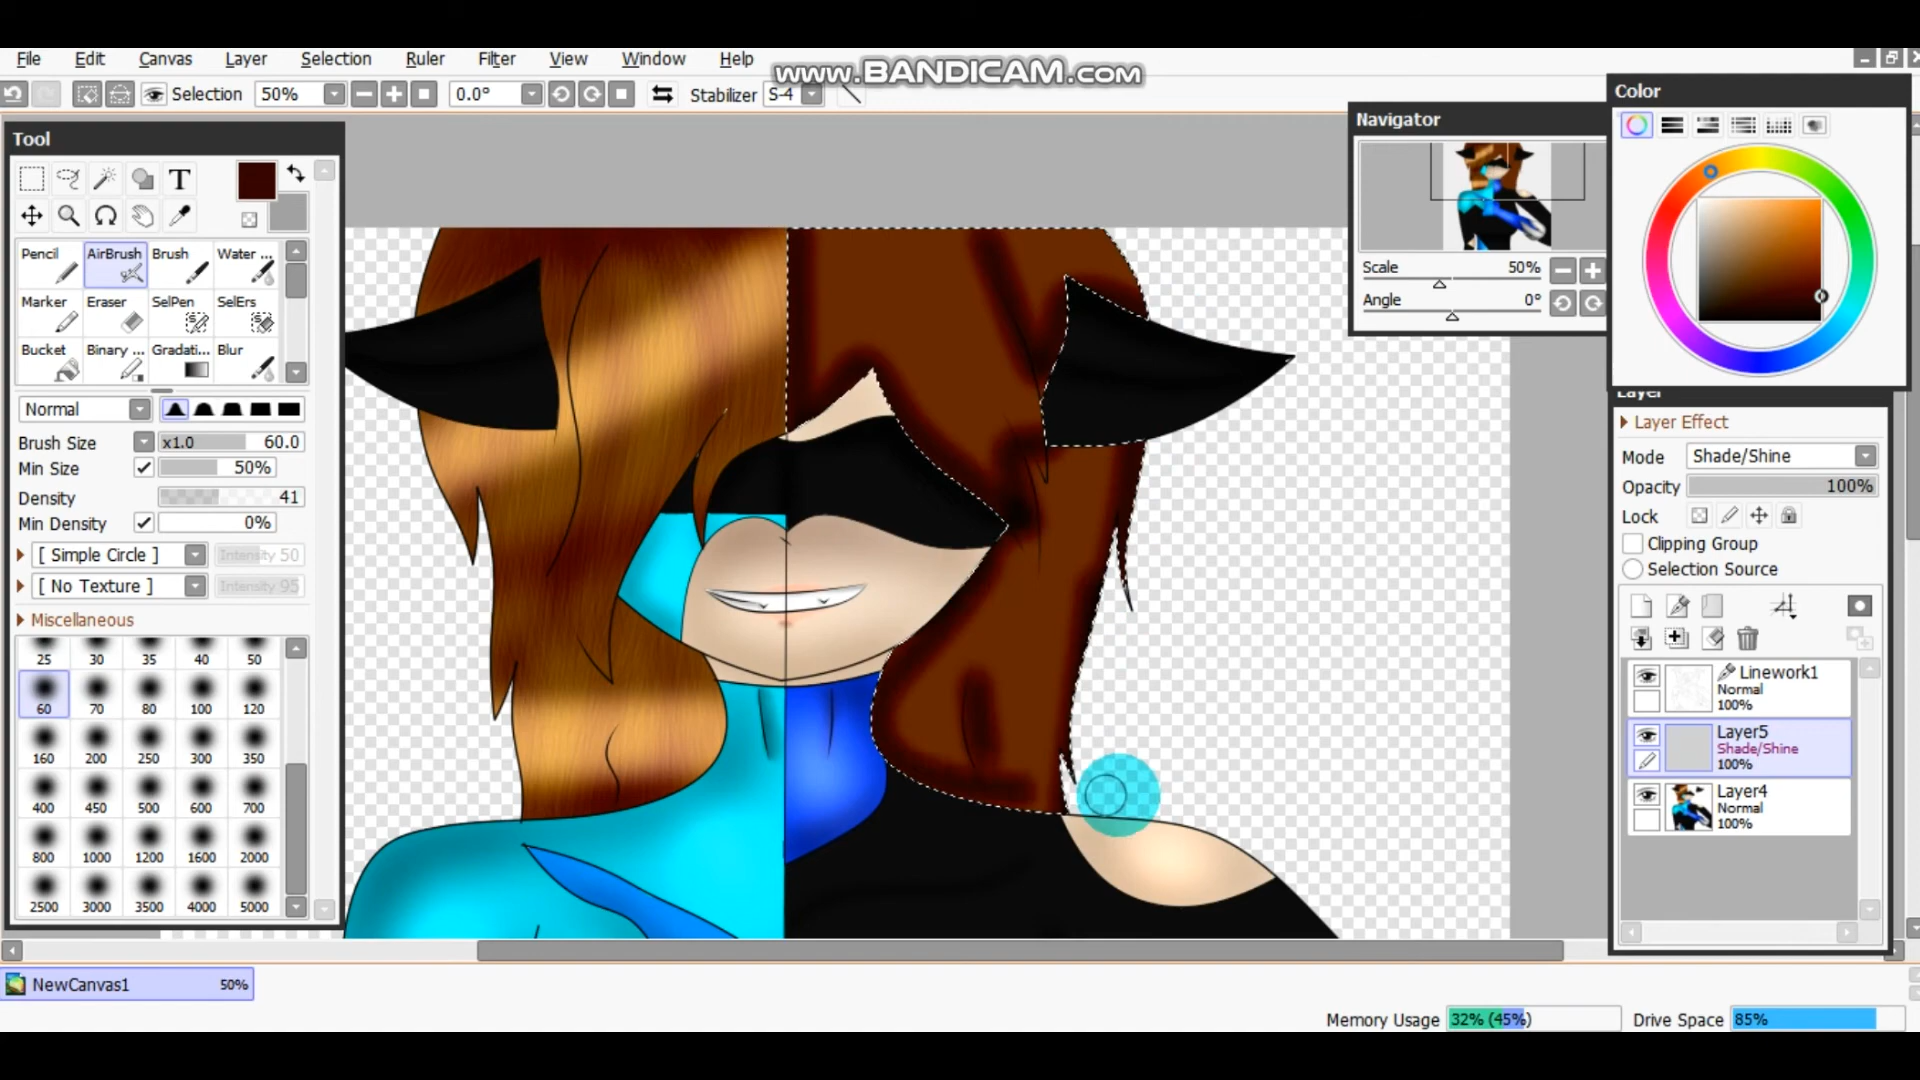 File Edit Canvas Layer Selection Ruler Filter View Window Help
www.BANDICAM.com
Selection 50% 0.0° Stabilizer S-4
Tool
T
Pencil AirBrush Brush Water ...
Marker Eraser SelPen SelErs
Bucket Binary ... Gradati... Blur
Normal
Brush Size x1.0 60.0
Min Size 50%
Density 41
Min Density 0%
[ Simple Circle ] Intensity 50
[ No Texture ] Intensity 95
Miscellaneous
25 30 35 40 50
60 70 80 100 120
160 200 250 300 350
400 450 500 600 700
800 1000 1200 1600 2000
2500 3000 3500 4000 5000
Navigator
Scale 50%
Angle 0°
Color
Layer
Layer Effect
Mode Shade/Shine
Opacity 100%
Lock
Clipping Group
Selection Source
Linework1
Normal
100%
Layer5
Shade/Shine
100%
Layer4
Normal
100%
NewCanvas1 50%
Memory Usage 32% (45%) Drive Space 85%